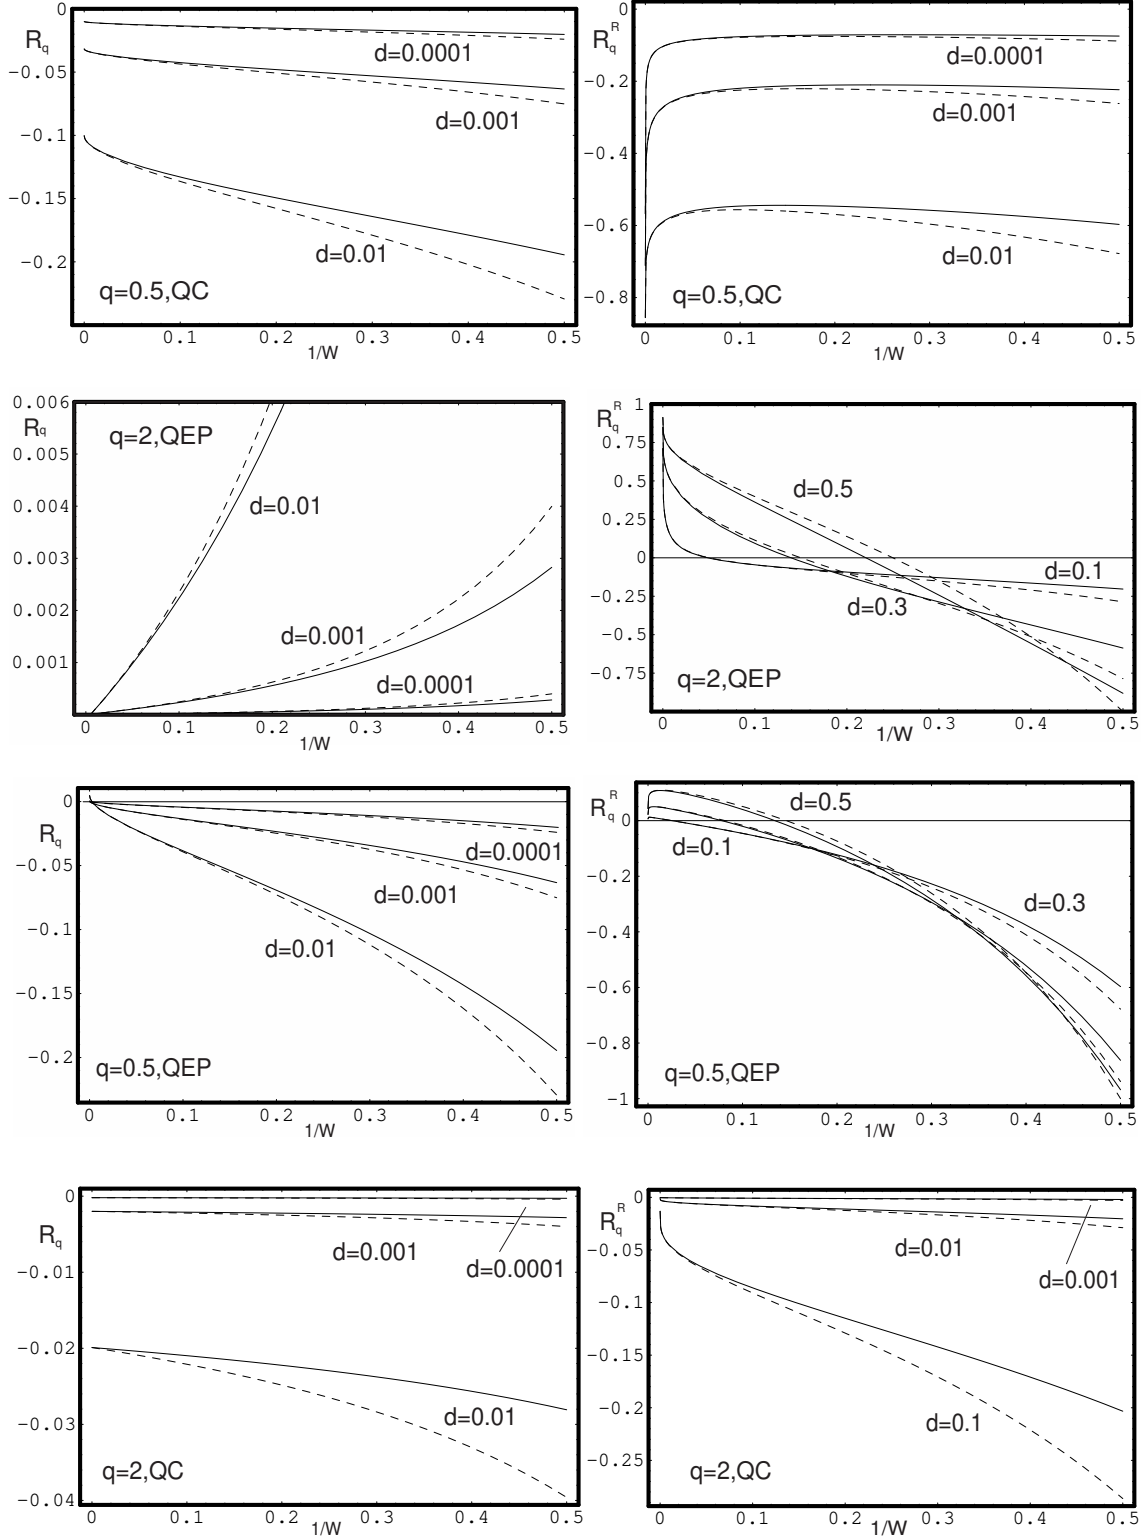 0
R_q
-0.05
-0.1
-0.15
-0.2
d=0.0001
d=0.001
d=0.01
q=0.5,QC
0 0.1 0.2 0.3 0.4 0.5
1/W
0
R_q^R
-0.2
-0.4
-0.6
-0.8
d=0.0001
d=0.001
d=0.01
q=0.5,QC
0 0.1 0.2 0.3 0.4 0.5
1/W
0.006
R_q
0.005
0.004
0.003
0.002
0.001
q=2,QEP
d=0.01
d=0.001
d=0.0001
0 0.1 0.2 0.3 0.4 0.5
1/W
1
R_q^R
0.75
0.5
0.25
0
-0.25
-0.5
-0.75
d=0.5
d=0.1
d=0.3
q=2,QEP
0 0.1 0.2 0.3 0.4 0.5
1/W
0
R_q
-0.05
-0.1
-0.15
-0.2
d=0.0001
d=0.001
d=0.01
q=0.5,QEP
0 0.1 0.2 0.3 0.4 0.5
1/W
R_q^R
0
-0.2
-0.4
-0.6
-0.8
-1
d=0.5
d=0.1
d=0.3
q=0.5,QEP
0 0.1 0.2 0.3 0.4 0.5
1/W
0
R_q
-0.01
-0.02
-0.03
-0.04
d=0.001
d=0.0001
d=0.01
q=2,QC
0 0.1 0.2 0.3 0.4 0.5
1/W
0
R_q^R
-0.05
-0.1
-0.15
-0.2
-0.25
d=0.01
d=0.001
d=0.1
q=2,QC
0 0.1 0.2 0.3 0.4 0.5
1/W